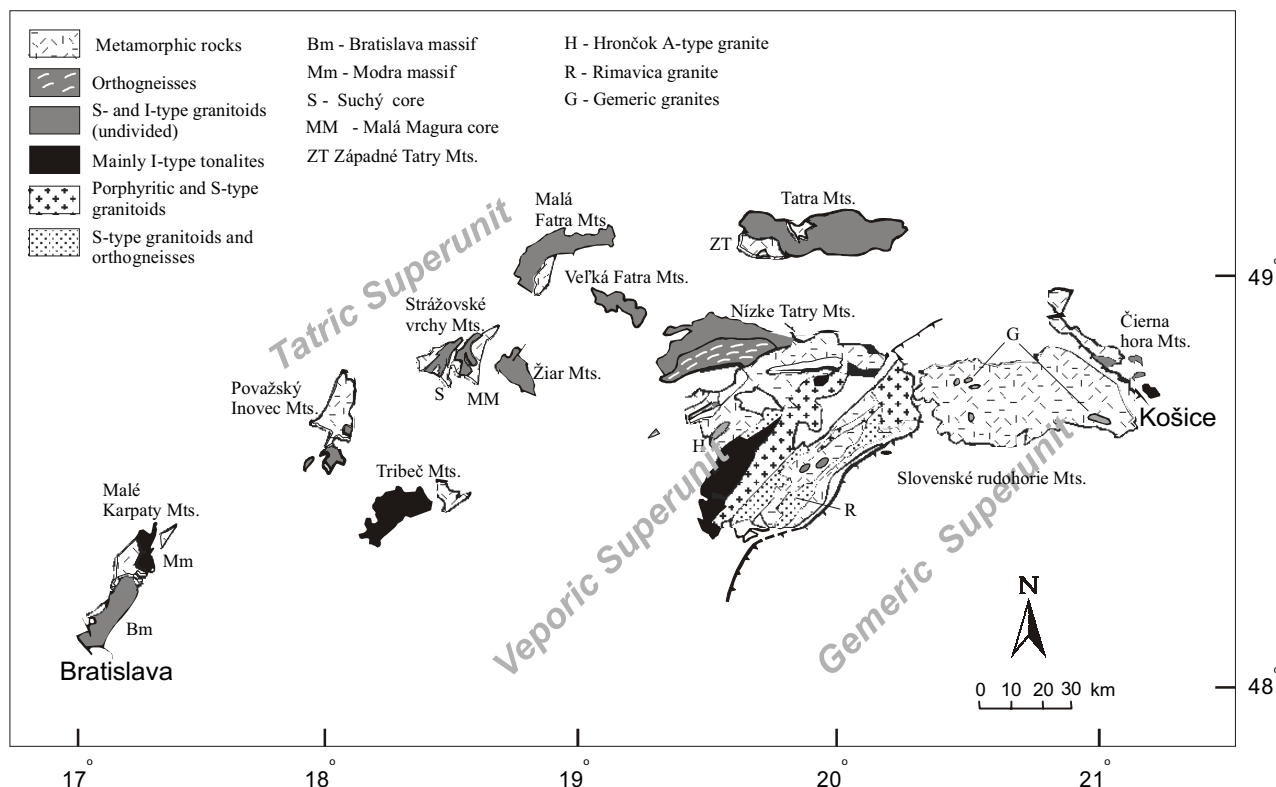 Metamorphic rocks
Orthogneisses
S- and I-type granitoids
(undivided)
Mainly I-type tonalites
Porphyritic and S-type
granitoids
S-type granitoids and
orthogneisses
Bm - Bratislava massif
Mm - Modra massif
S - Suchý core
MM - Malá Magura core
ZT Západné Tatry Mts.
H - Hrončok A-type granite
R - Rimavica granite
G - Gemeric granites
Tatric Superunit
Malá
Fatra Mts.
Tatra Mts.
ZT
49°
Veľká Fatra Mts.
Strážovské
vrchy Mts.
Nízke Tatry Mts.
G
Čierna
hora Mts.
Žiar Mts.
S
MM
Považský
Inovec Mts.
Košice
H
Tribeč Mts.
Slovenské rudohorie Mts.
R
Malé
Karpaty Mts.
Mm
Bm
Bratislava
Veporic Superunit
Gemeric Superunit
N
0 10 20 30 km
48°
17° 18° 19° 20° 21°